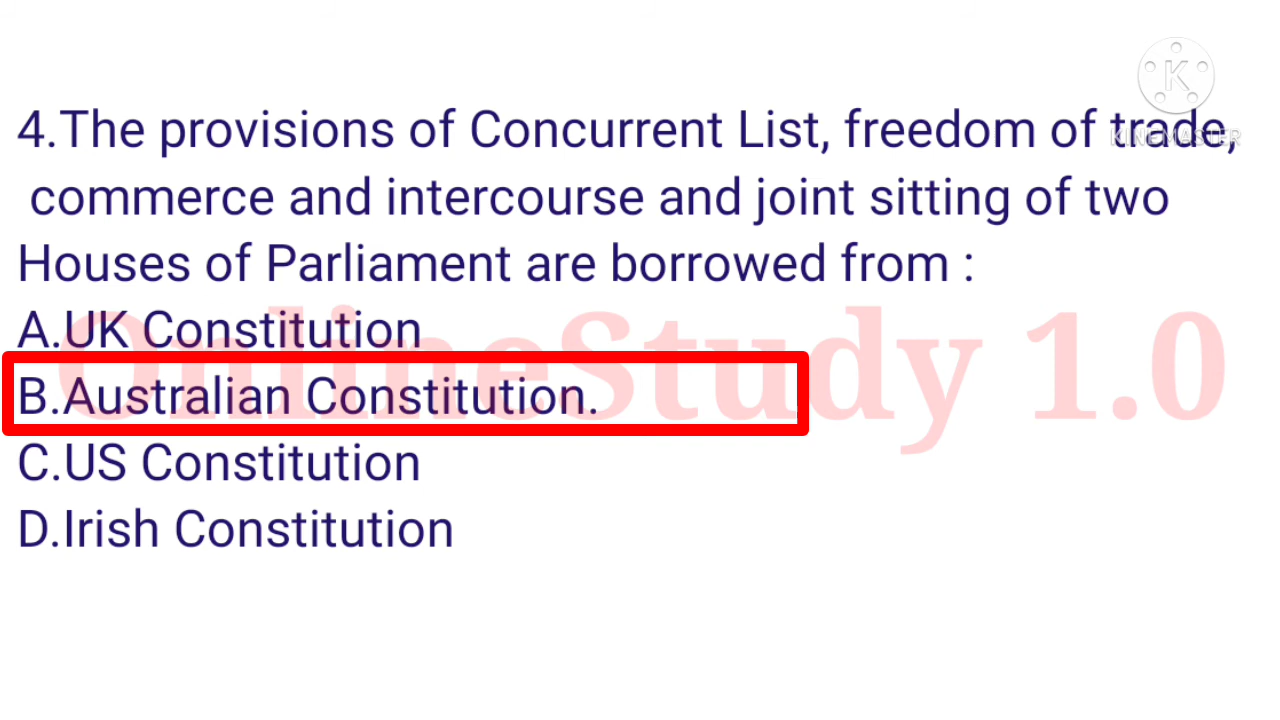 K
KINEMASTER
4.The provisions of Concurrent List, freedom of trade,
commerce and intercourse and joint sitting of two
Houses of Parliament are borrowed from :
A.UK Constitution
B.Australian Constitution.
C.US Constitution
D.Irish Constitution
OnlineStudy 1.0